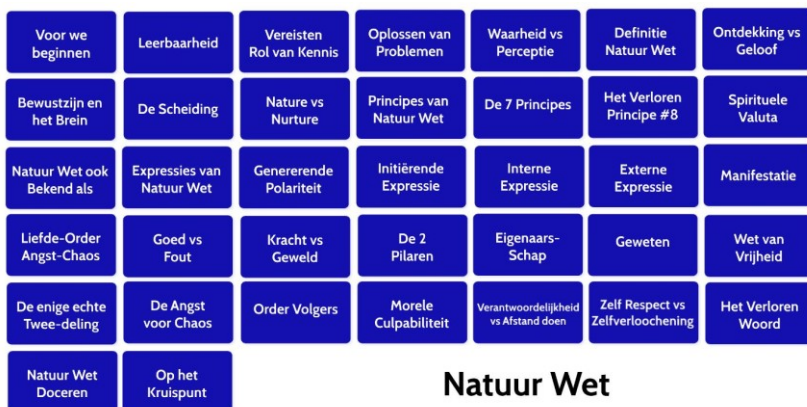 Voor we
beginnen
Leerbaarheid
Vereisten
Rol van Kennis
Oplossen van
Problemen
Waarheid vs
Perceptie
Definitie
Natuur Wet
Ontdekking vs
Geloof
Bewustzijn en
het Brein
De Scheiding
Nature vs
Nurture
Principes van
Natuur Wet
De 7 Principes
Het Verloren
Principe #8
Spirituele
Valuta
Natuur Wet ook
Bekend als
Expressies van
Natuur Wet
Genererende
Polariteit
Initiërende
Expressie
Interne
Expressie
Externe
Expressie
Manifestatie
Liefde-Order
Angst-Chaos
Goed vs
Fout
Kracht vs
Geweld
De 2
Pilaren
Eigenaars-
Schap
Geweten
Wet van
Vrijheid
De enige echte
Twee-deling
De Angst
voor Chaos
Order Volgers
Morele
Culpabiliteit
Verantwoordelijkheid
vs Afstand doen
Zelf Respect vs
Zelfverloochening
Het Verloren
Woord
Natuur Wet
Doceren
Op het
Kruispunt
Natuur Wet